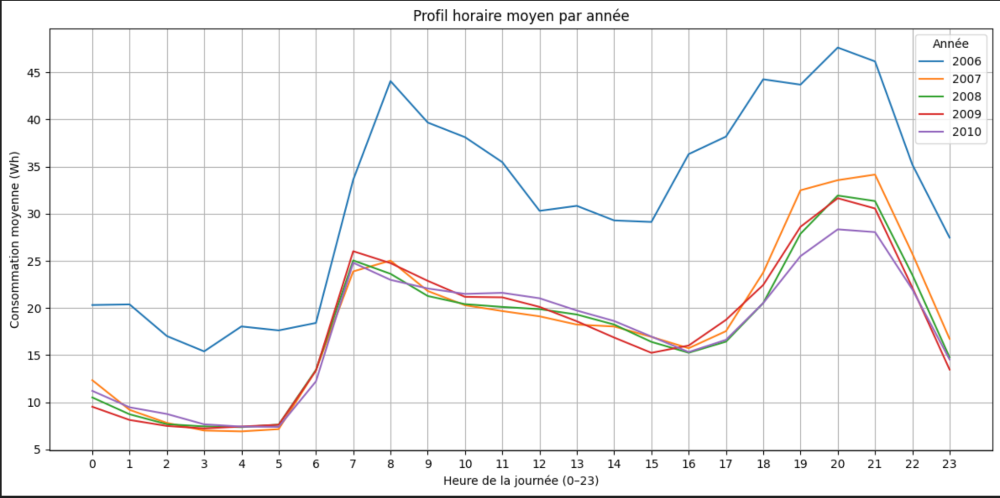 Profil horaire moyen par année
Année
2006
2007
2008
2009
2010
Consommation moyenne (Wh)
45
40
35
30
25
20
15
10
5
0 1 2 3 4 5 6 7 8 9 10 11 12 13 14 15 16 17 18 19 20 21 22 23
Heure de la journée (0–23)